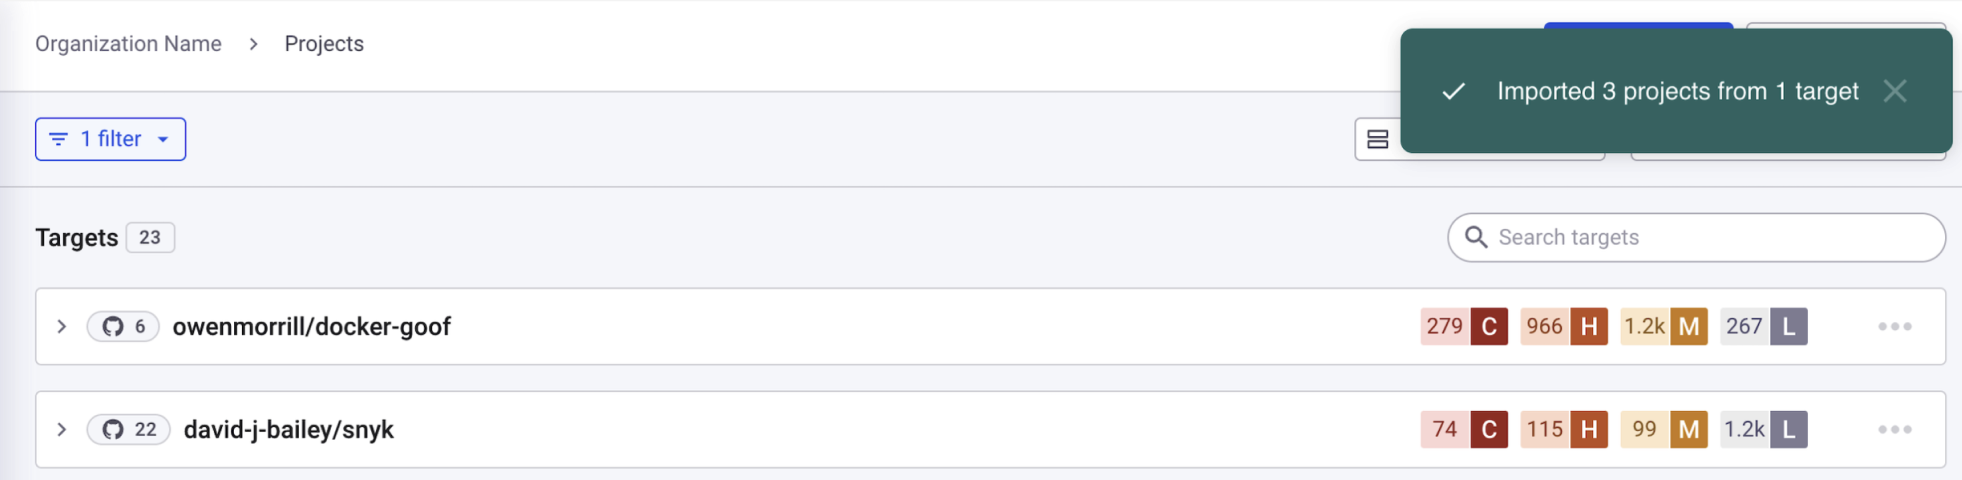 Organization Name > Projects
Imported 3 projects from 1 target
1 filter
Targets 23
Search targets
6 owenmorrill/docker-goof 279 C 966 H 1.2k M 267 L
22 david-j-bailey/snyk 74 C 115 H 99 M 1.2k L